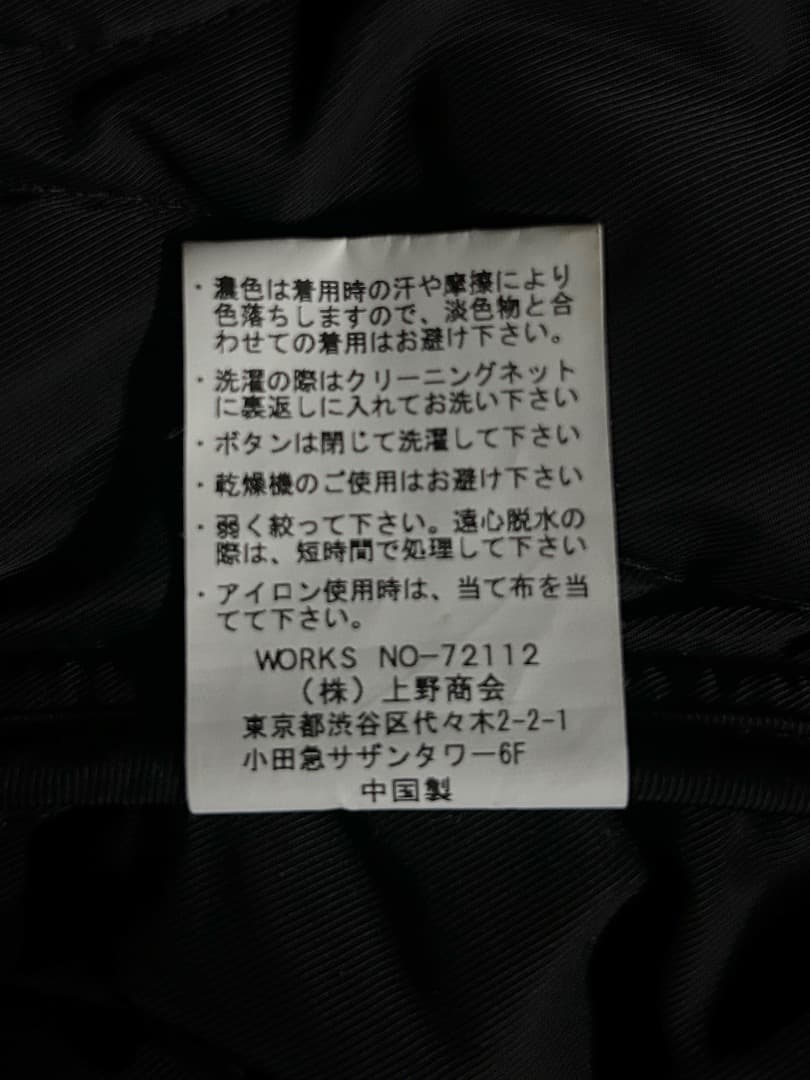 ・濃色は着用時の汗や摩擦により
色落ちしますので、淡色物と合
わせての着用はお避け下さい。
・洗濯の際はクリーニングネット
に裏返しに入れてお洗い下さい
・ボタンは閉じて洗濯して下さい
・乾燥機のご使用はお避け下さい
・弱く絞って下さい。遠心脱水の
際は、短時間で処理して下さい
・アイロン使用時は、当て布を当
てて下さい。
WORKS NO-72112
（株）上野商会
東京都渋谷区代々木2-2-1
小田急サザンタワー6F
中国製